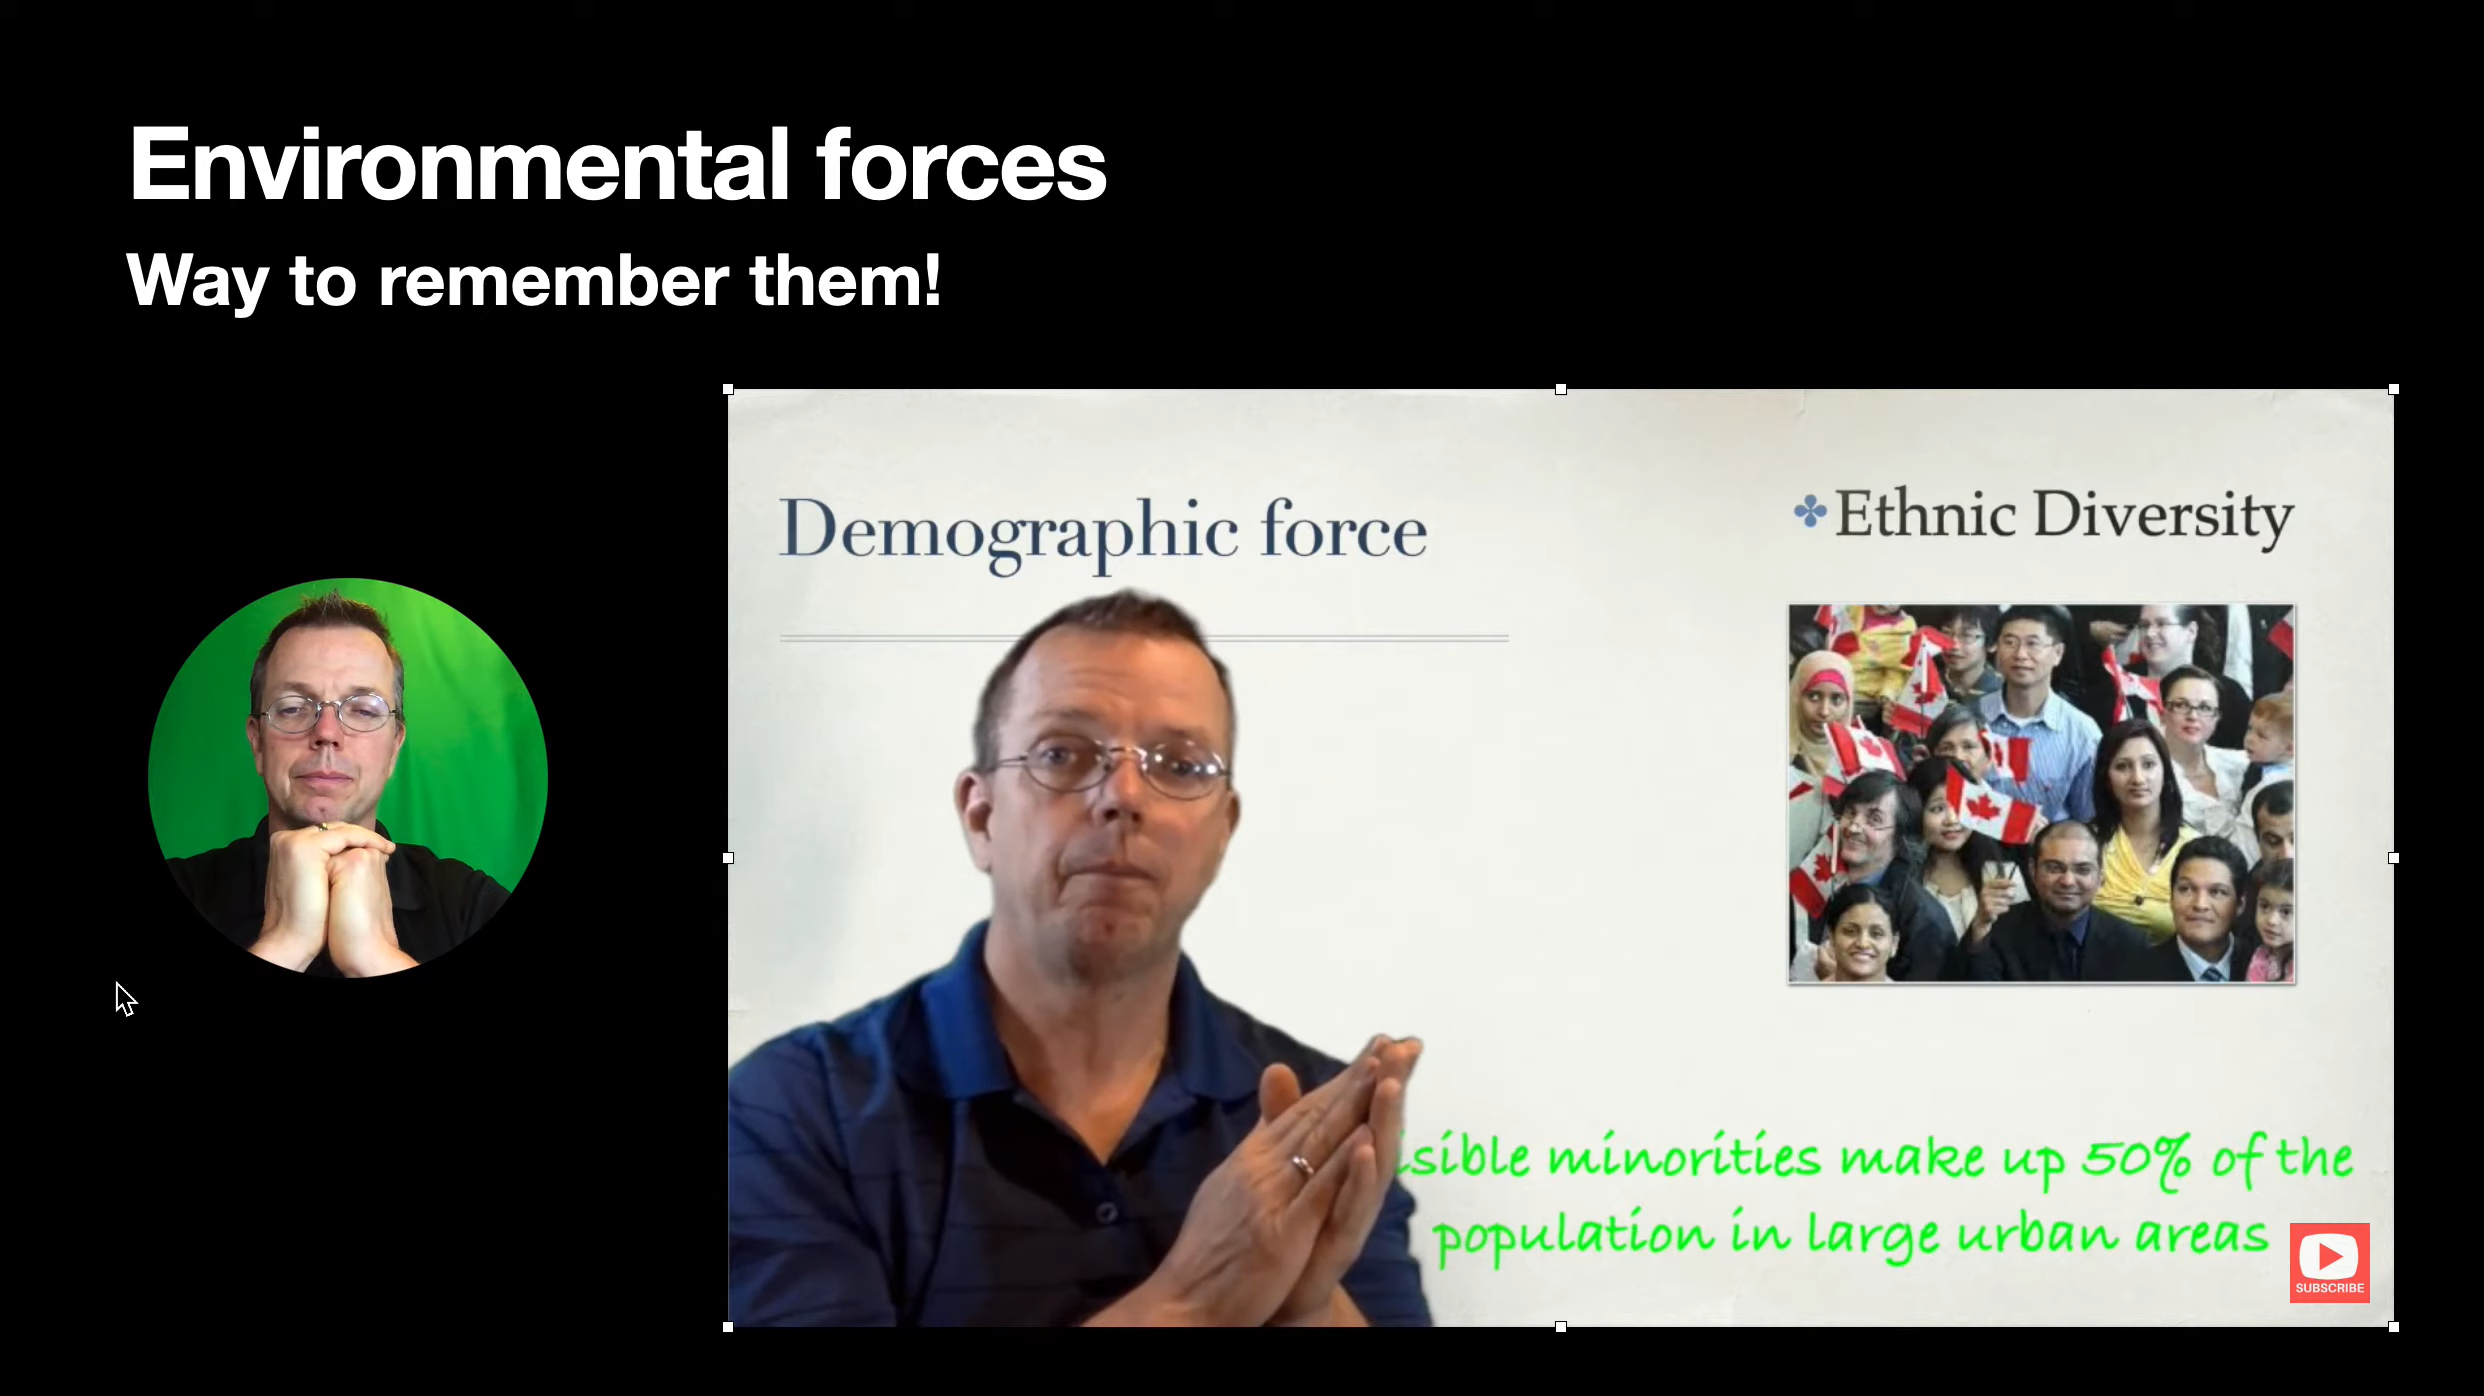 Environmental forces
Way to remember them!
Demographic force
Ethnic Diversity
isible minorities make up 50% of the
population in large urban areas
SUBSCRIBE